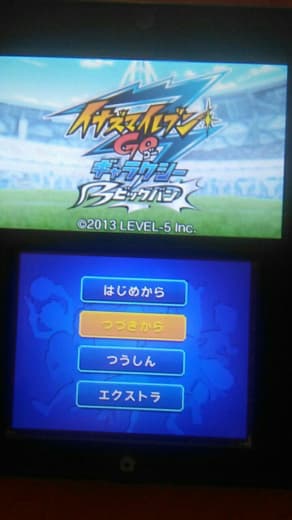 イナズマイレブン
GO
ゴー
ギャラクシー
ビッグバン
©2013 LEVEL-5 Inc.
はじめから
つづきから
つうしん
エクストラ